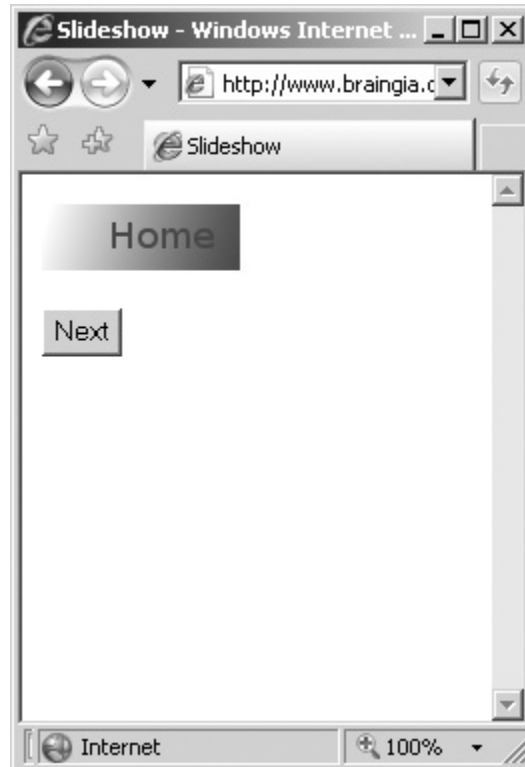 Slideshow - Windows Internet ...
http://www.braingia.c
Slideshow
Home
Next
Internet
100%